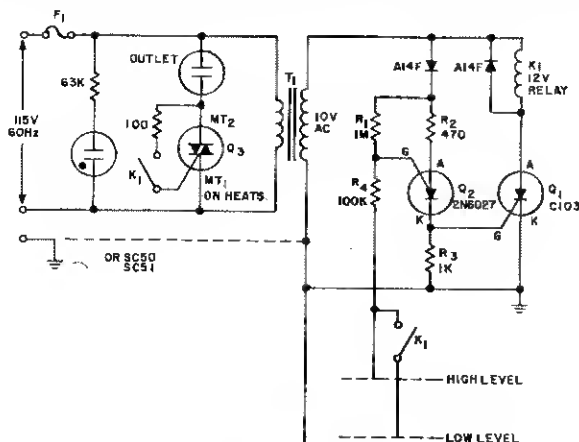 F1
63K
115V
60Hz
OUTLET
100
MT2
Q3
K1
MT1
ON HEATS.
OR SC50
SC51
T1
10V
AC
A14F
A14F
K1
12V
RELAY
R1
1M
R2
470
G
A
Q2
2N6027
K
R4
100K
A
Q1
C103
K
G
R3
1K
K1
HIGH LEVEL
LOW LEVEL